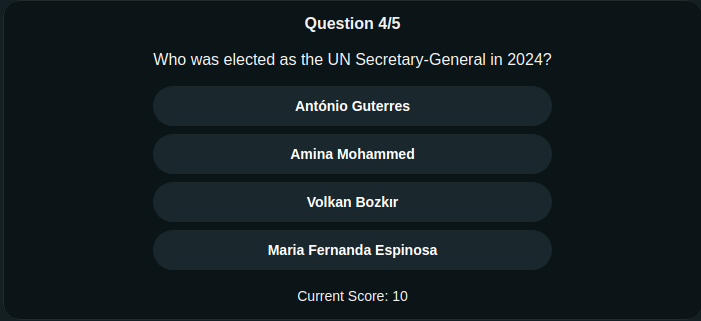 Question 4/5
Who was elected as the UN Secretary-General in 2024?
António Guterres
Amina Mohammed
Volkan Bozkır
Maria Fernanda Espinosa
Current Score: 10